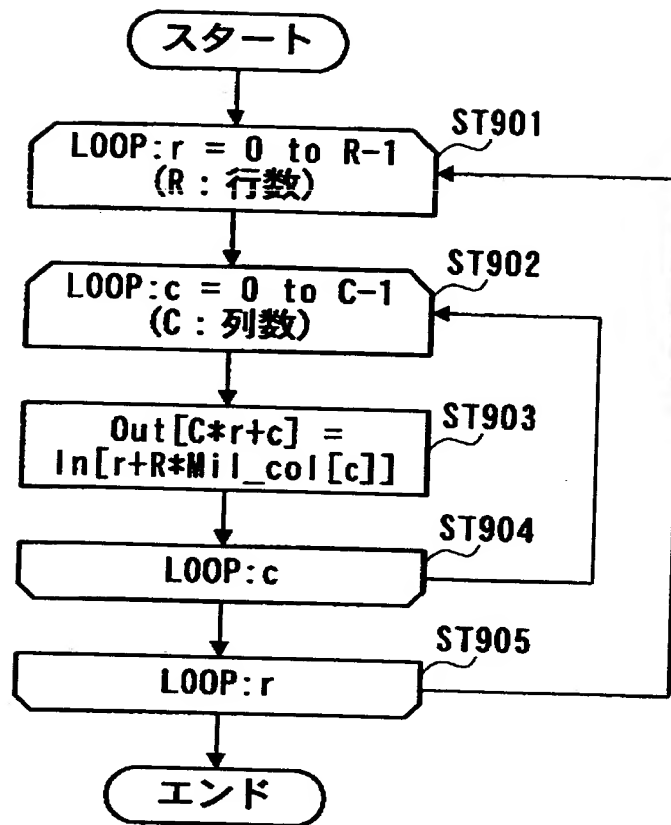 スタート
ST901
LOOP:r = 0 to R-1
(R : 行数)
ST902
LOOP:c = 0 to C-1
(C : 列数)
ST903
Out[C*r+c] =
In[r+R*Mil_col[c]]
ST904
LOOP:c
ST905
LOOP:r
エンド